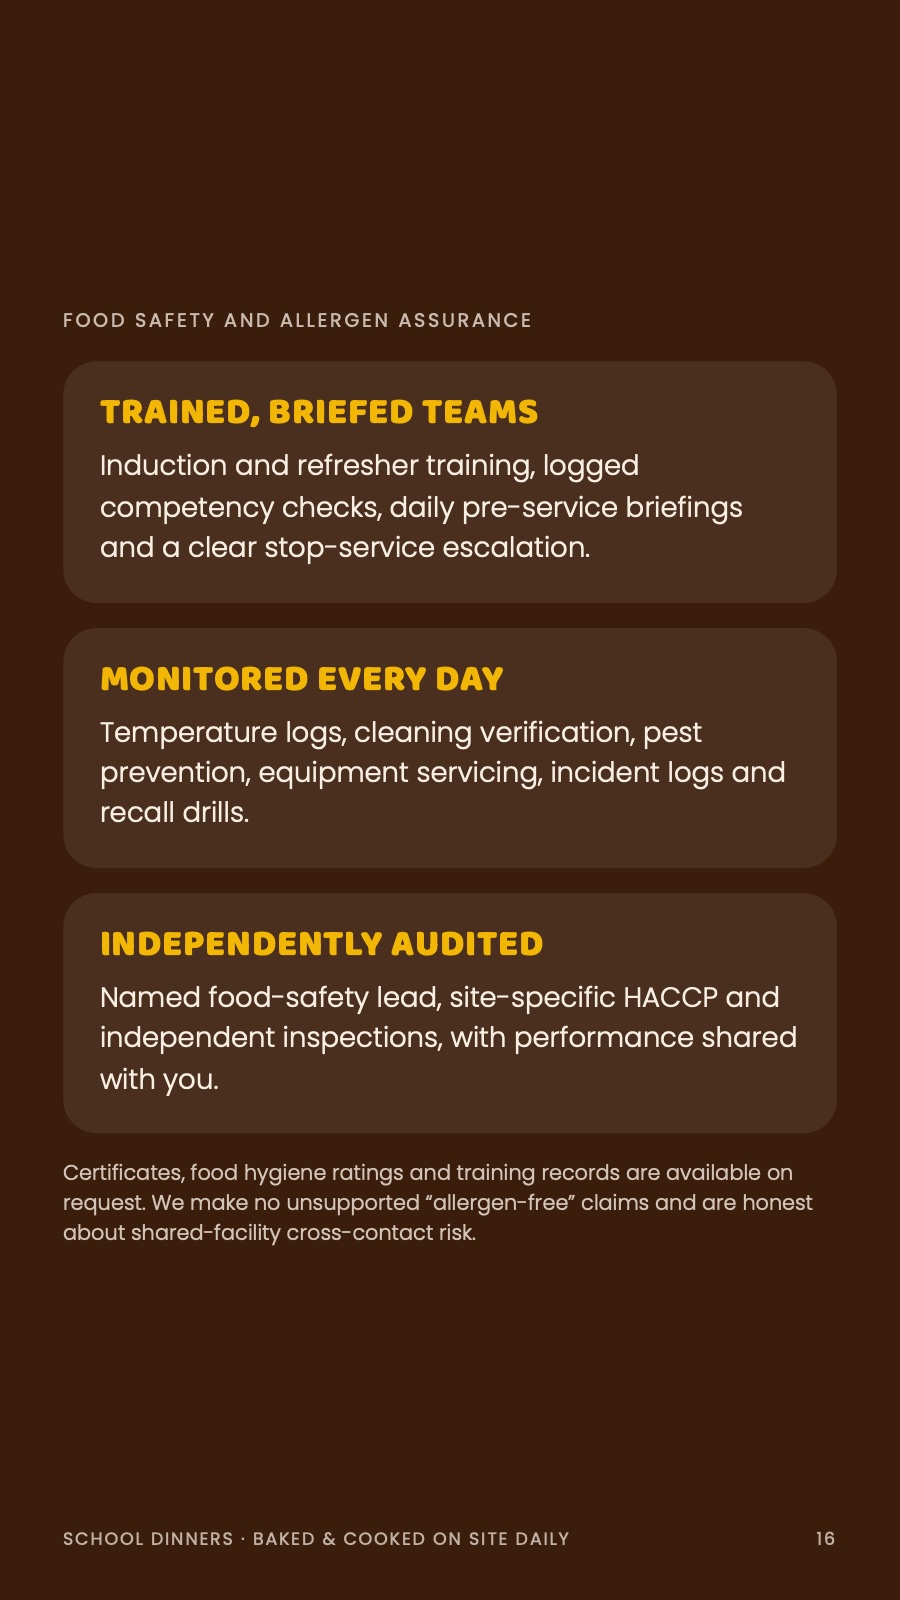 FOOD SAFETY AND ALLERGEN ASSURANCE
TRAINED, BRIEFED TEAMS
Induction and refresher training, logged
competency checks, daily pre-service briefings
and a clear stop-service escalation.
MONITORED EVERY DAY
Temperature logs, cleaning verification, pest
prevention, equipment servicing, incident logs and
recall drills.
INDEPENDENTLY AUDITED
Named food-safety lead, site-specific HACCP and
independent inspections, with performance shared
with you.
Certificates, food hygiene ratings and training records are available on
request. We make no unsupported “allergen-free” claims and are honest
about shared-facility cross-contact risk.
SCHOOL DINNERS · BAKED & COOKED ON SITE DAILY 16